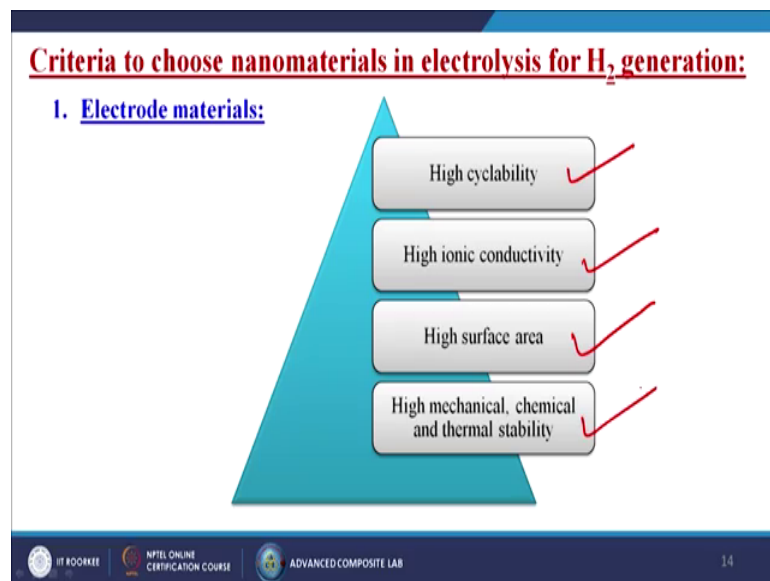 Criteria to choose nanomaterials in electrolysis for H2 generation:
1. Electrode materials:
High cyclability
High ionic conductivity
High surface area
High mechanical, chemical
and thermal stability
IIT ROORKEE
NPTEL ONLINE
CERTIFICATION COURSE
ADVANCED COMPOSITE LAB
14